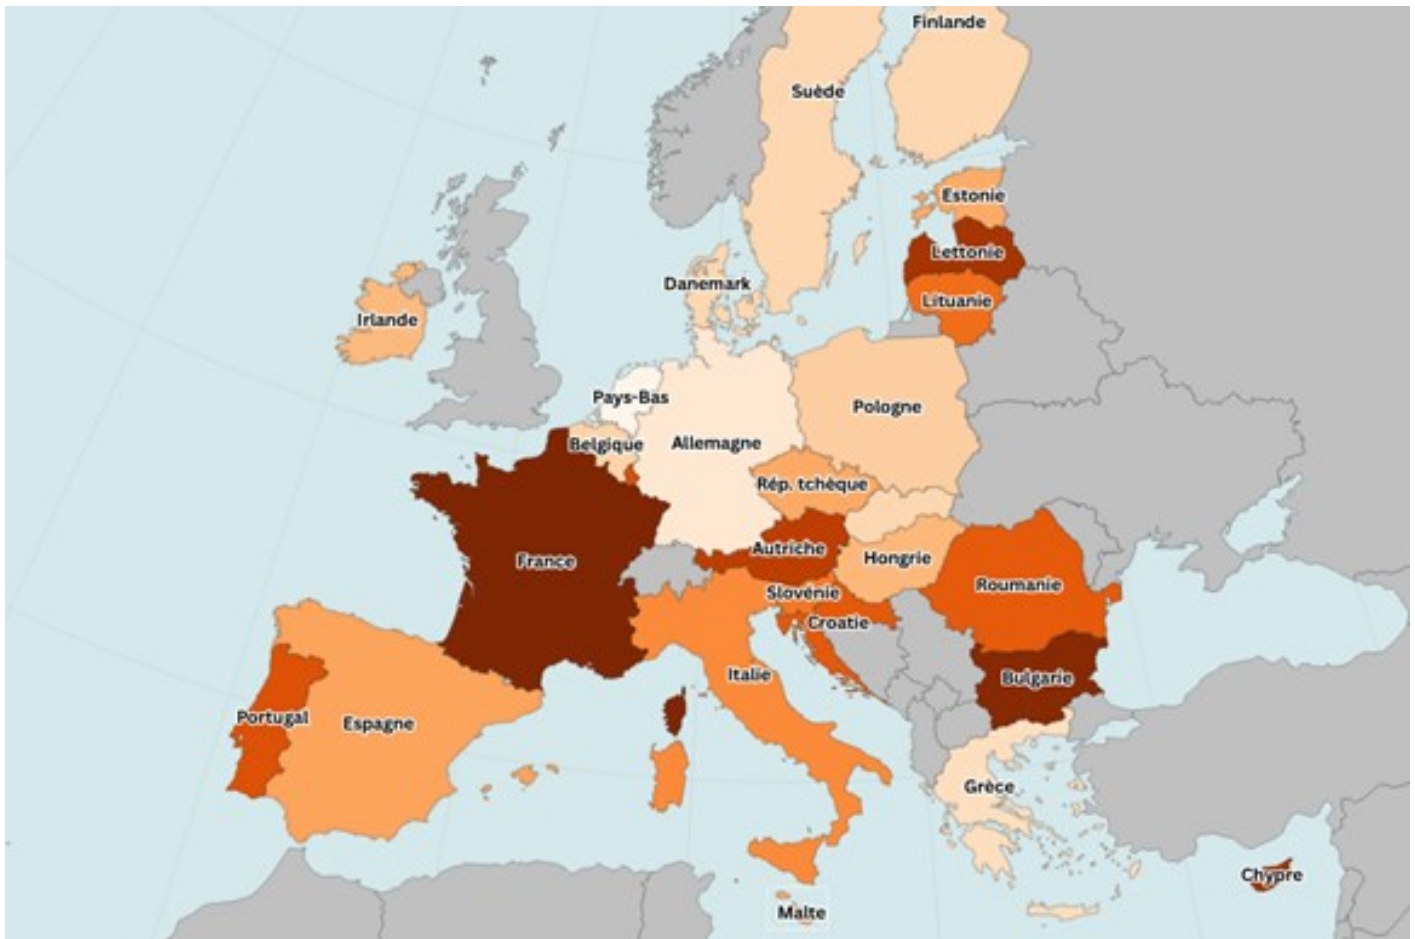 Finlande
Suède
Estonie
Lettonie
Danemark
Lituanie
Irlande
Pays-Bas
Pologne
Belgique
Allemagne
Rép. tchèque
Autriche
France
Hongrie
Roumanie
Slovénie
Croatie
Italie
Bulgarie
Portugal
Espagne
Grèce
Chypre
Malte